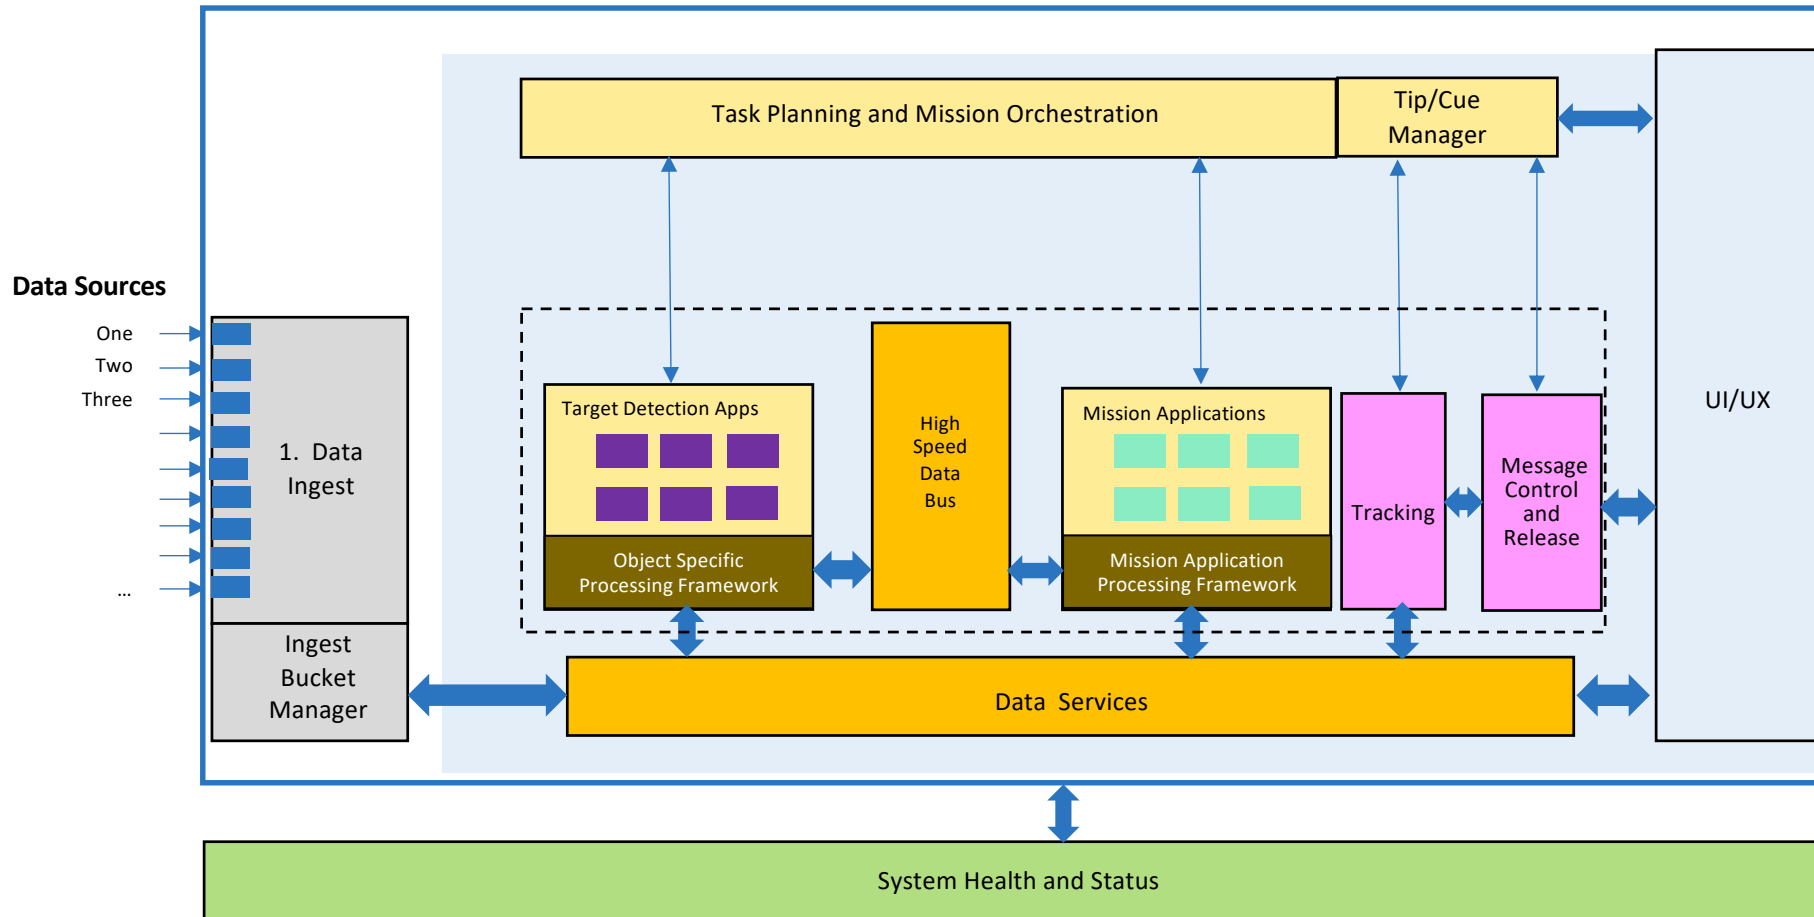 Task Planning and Mission Orchestration
Tip/Cue
Manager
Data Sources
One
Two
Three
...
1. Data
Ingest
Ingest
Bucket
Manager
Target Detection Apps
Object Specific
Processing Framework
High
Speed
Data
Bus
Mission Applications
Mission Application
Processing Framework
Tracking
Message
Control
and
Release
UI/UX
Data Services
System Health and Status